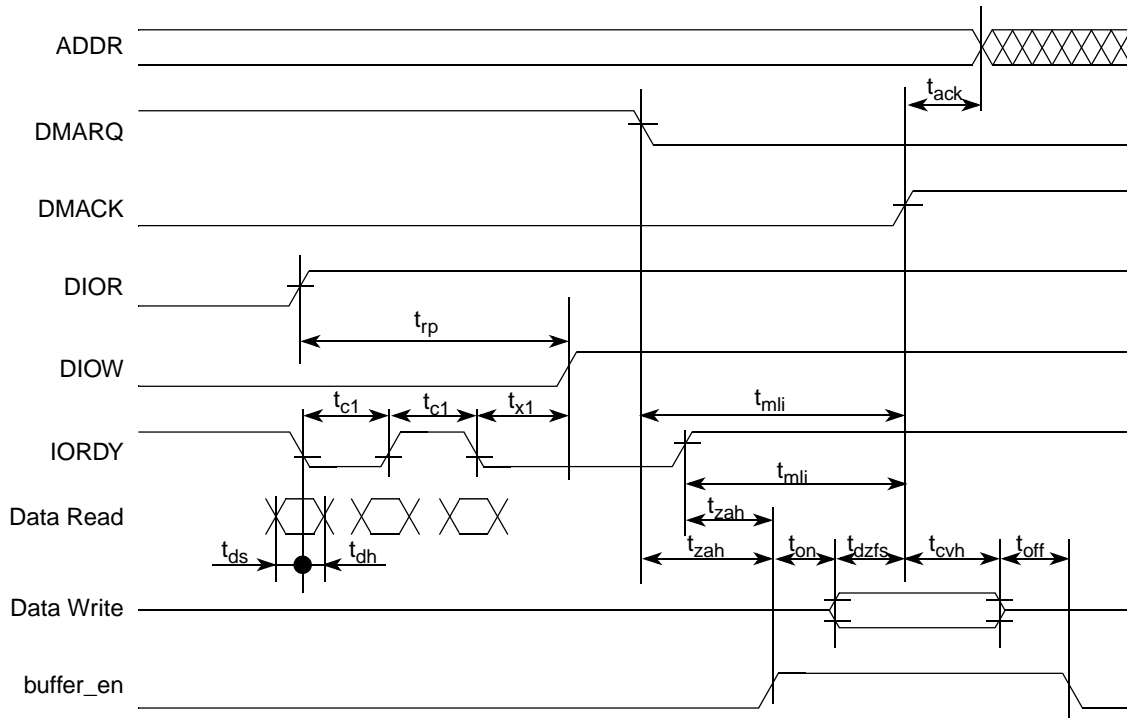 ADDR
t_ack
DMARQ
DMACK
DIOR
t_rp
DIOW
t_c1 t_c1 t_x1
t_mli
IORDY
t_mli
t_zah
Data Read
t_ds t_dh t_zah t_on t_dzfs t_cvh t_off
Data Write
buffer_en